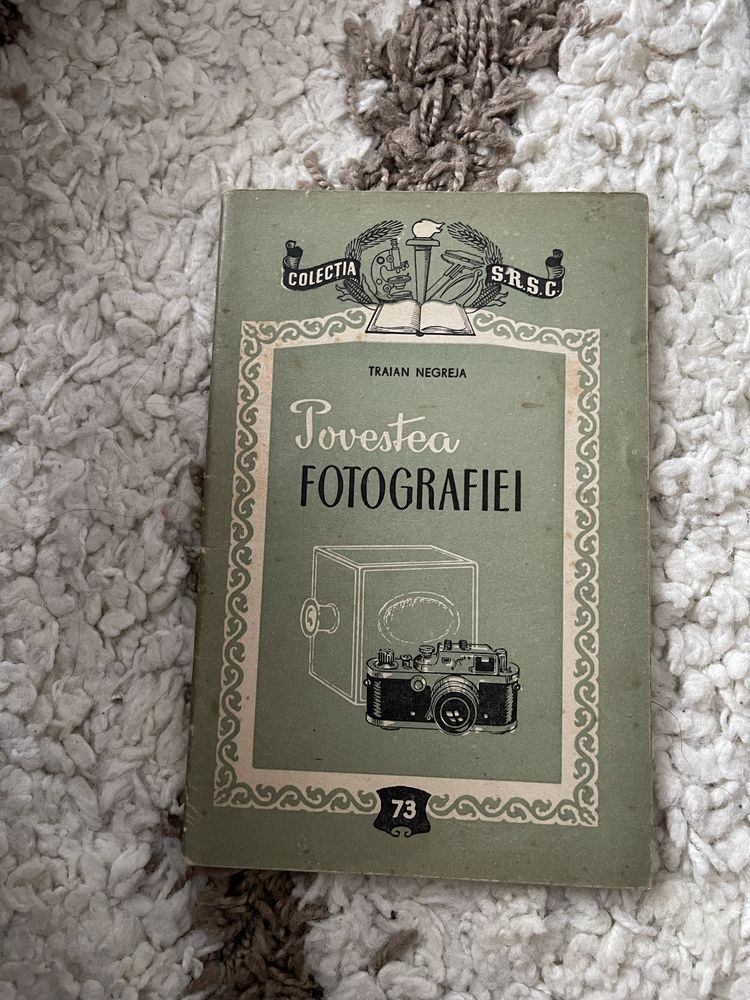 COLECTIA S.R.S.C.
TRAIAN NEGREJA
Povestea
FOTOGRAFIEI
73